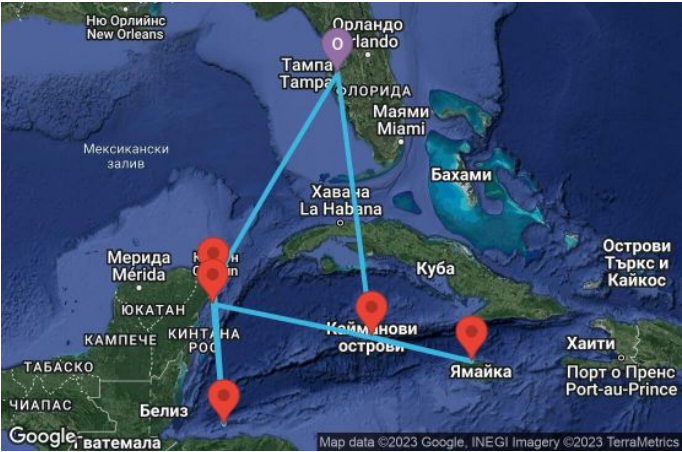 Ню Орлийнс
New Orleans
Орландо
Orlando
O
Тампа
Tampa
ФЛОРИДА
Маями
Miami
Мексикански
залив
Бахами
Хавана
La Habana
Мерида
Mérida
Куба
Острови
Търкс и
Кайкос
ЮКАТАН
КАМПЕЧЕ
КИНТАНА
РОО
Кайманови
острови
Хаити
ТАБАСКО
Ямайка
Порт о Пренс
Port-au-Prince
ЧИАПАС
Белиз
Google
Гватемала
Map data ©2023 Google, INEGI Imagery ©2023 TerraMetrics